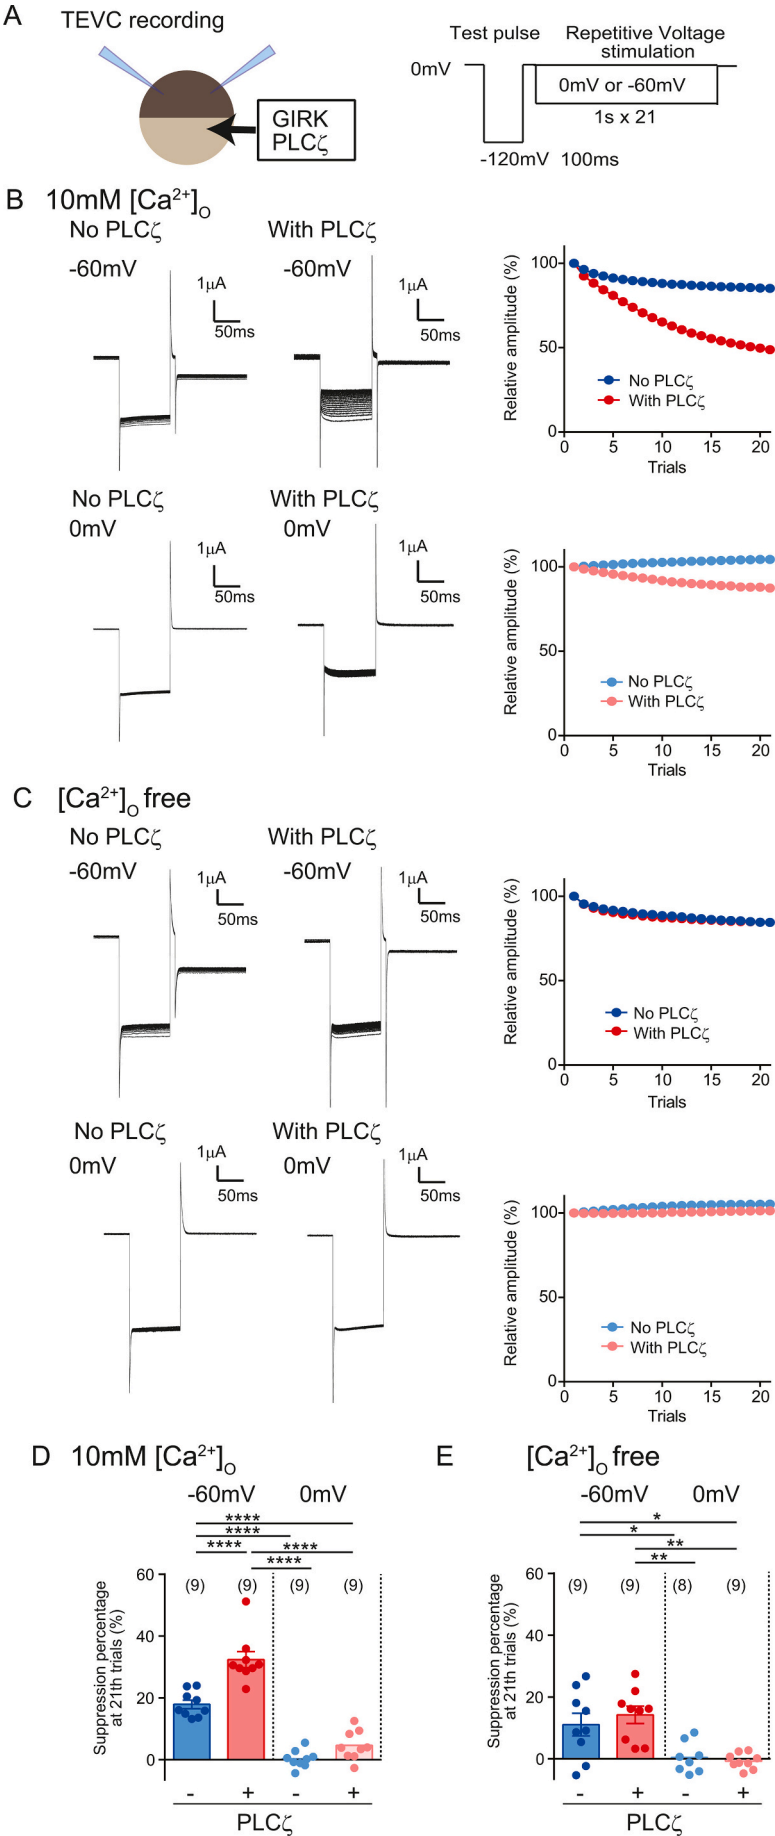 A
TEVC recording
GIRK
PLCζ
Test pulse
Repetitive Voltage
stimulation
0mV
0mV or -60mV
1s x 21
-120mV 100ms
B 10mM [Ca²⁺]O
No PLCζ
-60mV
1μA
50ms
With PLCζ
-60mV
1μA
50ms
Relative amplitude (%)
100
50
0
0 5 10 15 20
Trials
No PLCζ
With PLCζ
No PLCζ
0mV
1μA
50ms
With PLCζ
0mV
1μA
50ms
Relative amplitude (%)
100
50
0
0 5 10 15 20
Trials
No PLCζ
With PLCζ
C [Ca²⁺]O free
No PLCζ
-60mV
1μA
50ms
With PLCζ
-60mV
1μA
50ms
Relative amplitude (%)
100
50
0
0 5 10 15 20
Trials
No PLCζ
With PLCζ
No PLCζ
0mV
1μA
50ms
With PLCζ
0mV
1μA
50ms
Relative amplitude (%)
100
50
0
0 5 10 15 20
Trials
No PLCζ
With PLCζ
D 10mM [Ca²⁺]O
-60mV 0mV
****
****
**** ****
****
Suppression percentage
at 21th trials (%)
60
40
20
0
(9) (9) (9) (9)
- + - +
PLCζ
E [Ca²⁺]O free
-60mV 0mV
*
*
**
**
Suppression percentage
at 21th trials (%)
60
40
20
0
(9) (9) (8) (9)
- + - +
PLCζ